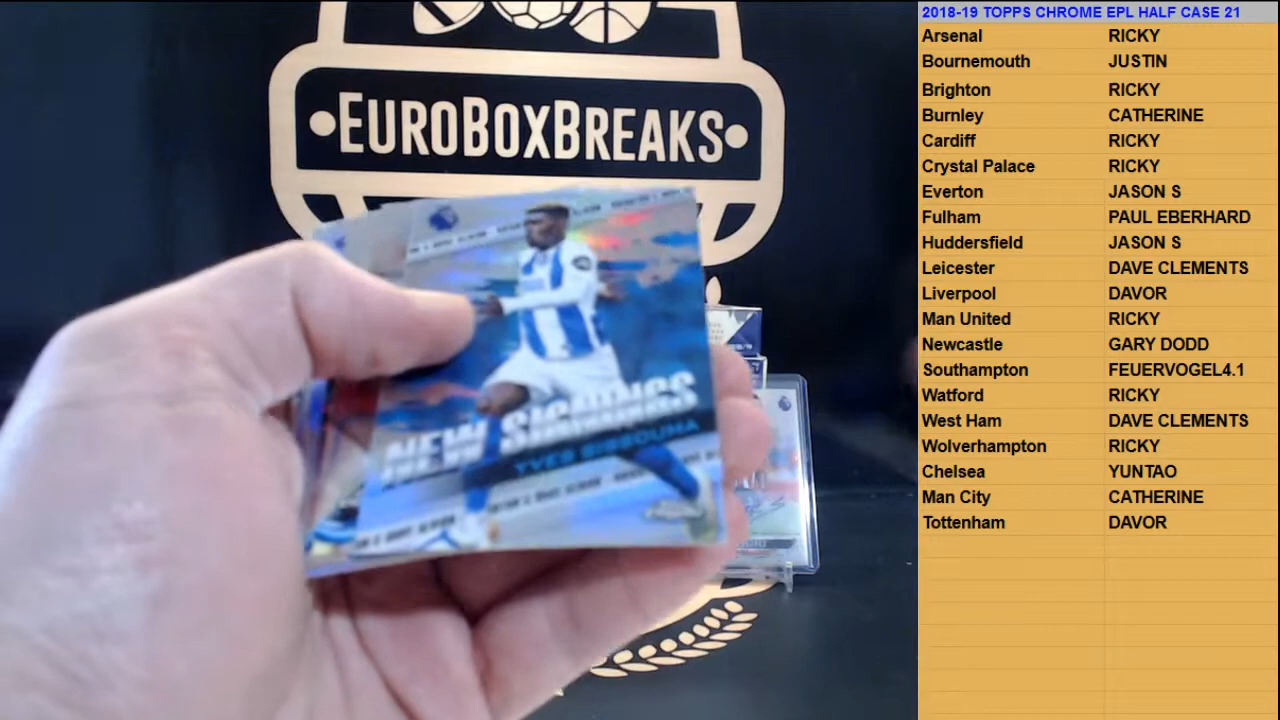 EUROBOXBREAKS
NEW SIGNINGS
YVES BISSOUMA
2018-19 TOPPS CHROME EPL HALF CASE 21
Arsenal RICKY
Bournemouth JUSTIN
Brighton RICKY
Burnley CATHERINE
Cardiff RICKY
Crystal Palace RICKY
Everton JASON S
Fulham PAUL EBERHARD
Huddersfield JASON S
Leicester DAVE CLEMENTS
Liverpool DAVOR
Man United RICKY
Newcastle GARY DODD
Southampton FEUERVOGEL4.1
Watford RICKY
West Ham DAVE CLEMENTS
Wolverhampton RICKY
Chelsea YUNTAO
Man City CATHERINE
Tottenham DAVOR